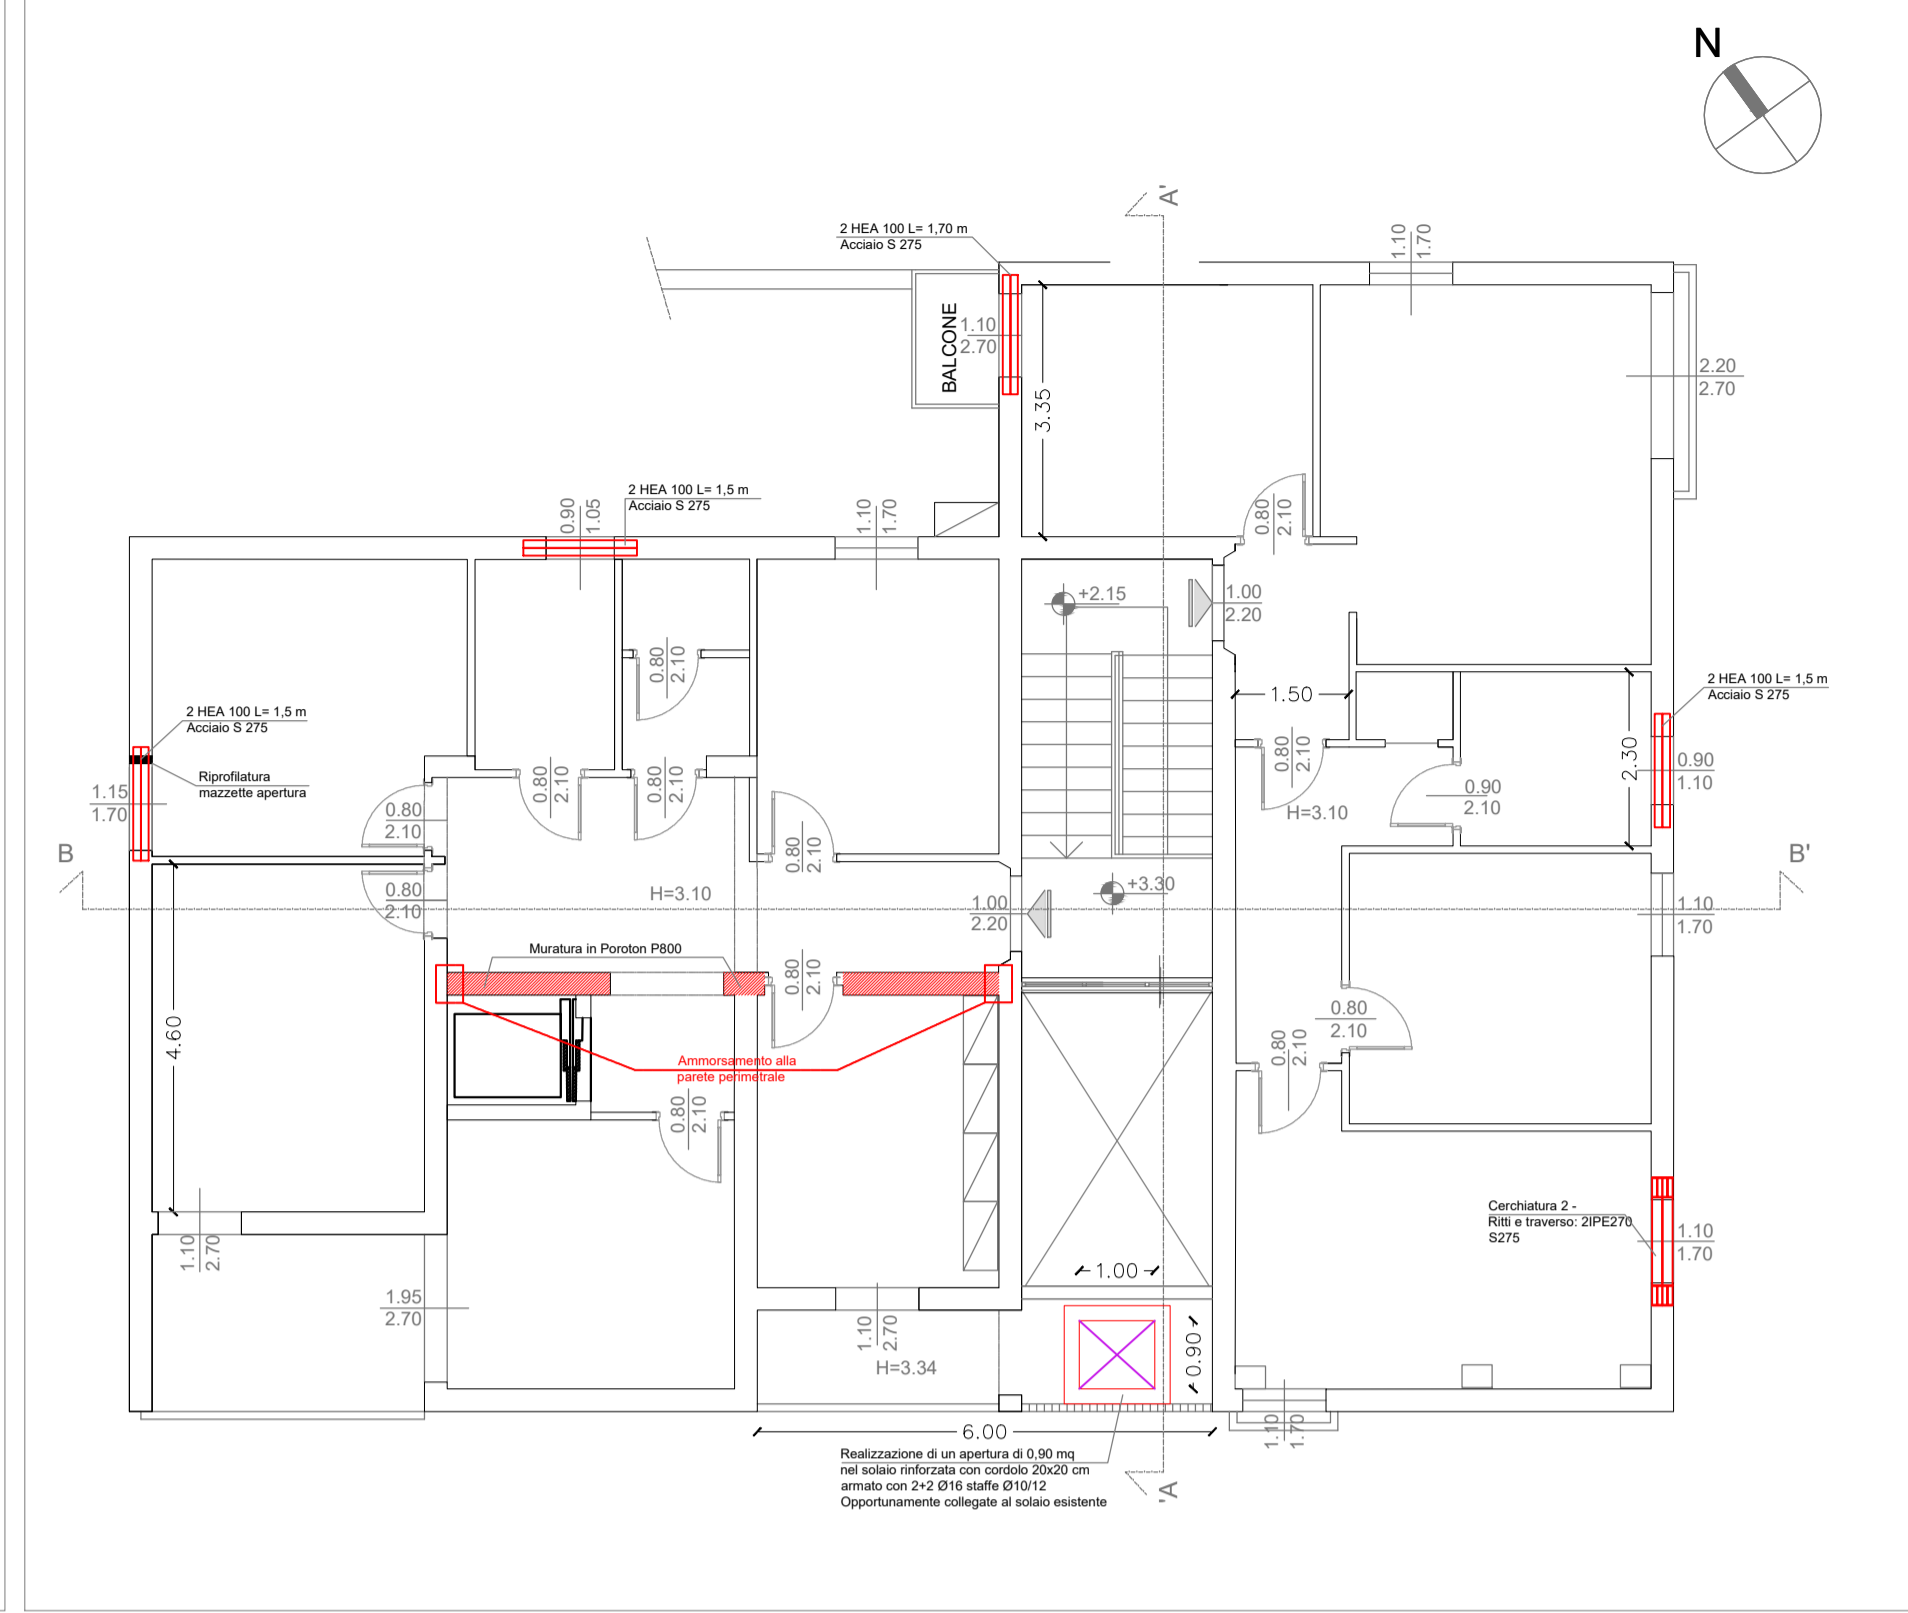 N
A'
2 HEA 100 L= 1,70 m
Acciaio S 275
1.10
1.70
BALCONE
1.10
2.70
3.35
2.20
2.70
2 HEA 100 L= 1,5 m
Acciaio S 275
0.90
1.05
1.10
1.70
0.80
2.10
+2.15
1.00
2.20
0.80
2.10
1.50
2 HEA 100 L= 1,5 m
Acciaio S 275
2 HEA 100 L= 1,5 m
Acciaio S 275
Riprofilatura
mazzette apertura
1.15
1.70
0.80
2.10
0.80
2.10
0.80
2.10
0.80
2.10
0.90
2.10
2.30
0.90
1.10
H=3.10
0.80
2.10
B
B'
0.80
2.10
H=3.10
+3.30
1.00
2.20
1.10
1.70
Muratura in Poroton P800
0.80
2.10
4.60
0.80
2.10
0.80
2.10
Ammorsamento alla
parete perimetrale
0.80
2.10
Cerchiatura 2 -
Ritti e traverso: 2IPE270
S275
1.10
1.70
1.10
2.70
1.00
1.95
2.70
1.10
2.70
0.90
H=3.34
6.00
1.10
1.70
Realizzazione di un apertura di 0,90 mq
nel solaio rinforzata con cordolo 20x20 cm
armato con 2+2 Ø16 staffe Ø10/12
Opportunamente collegate al solaio esistente
'A